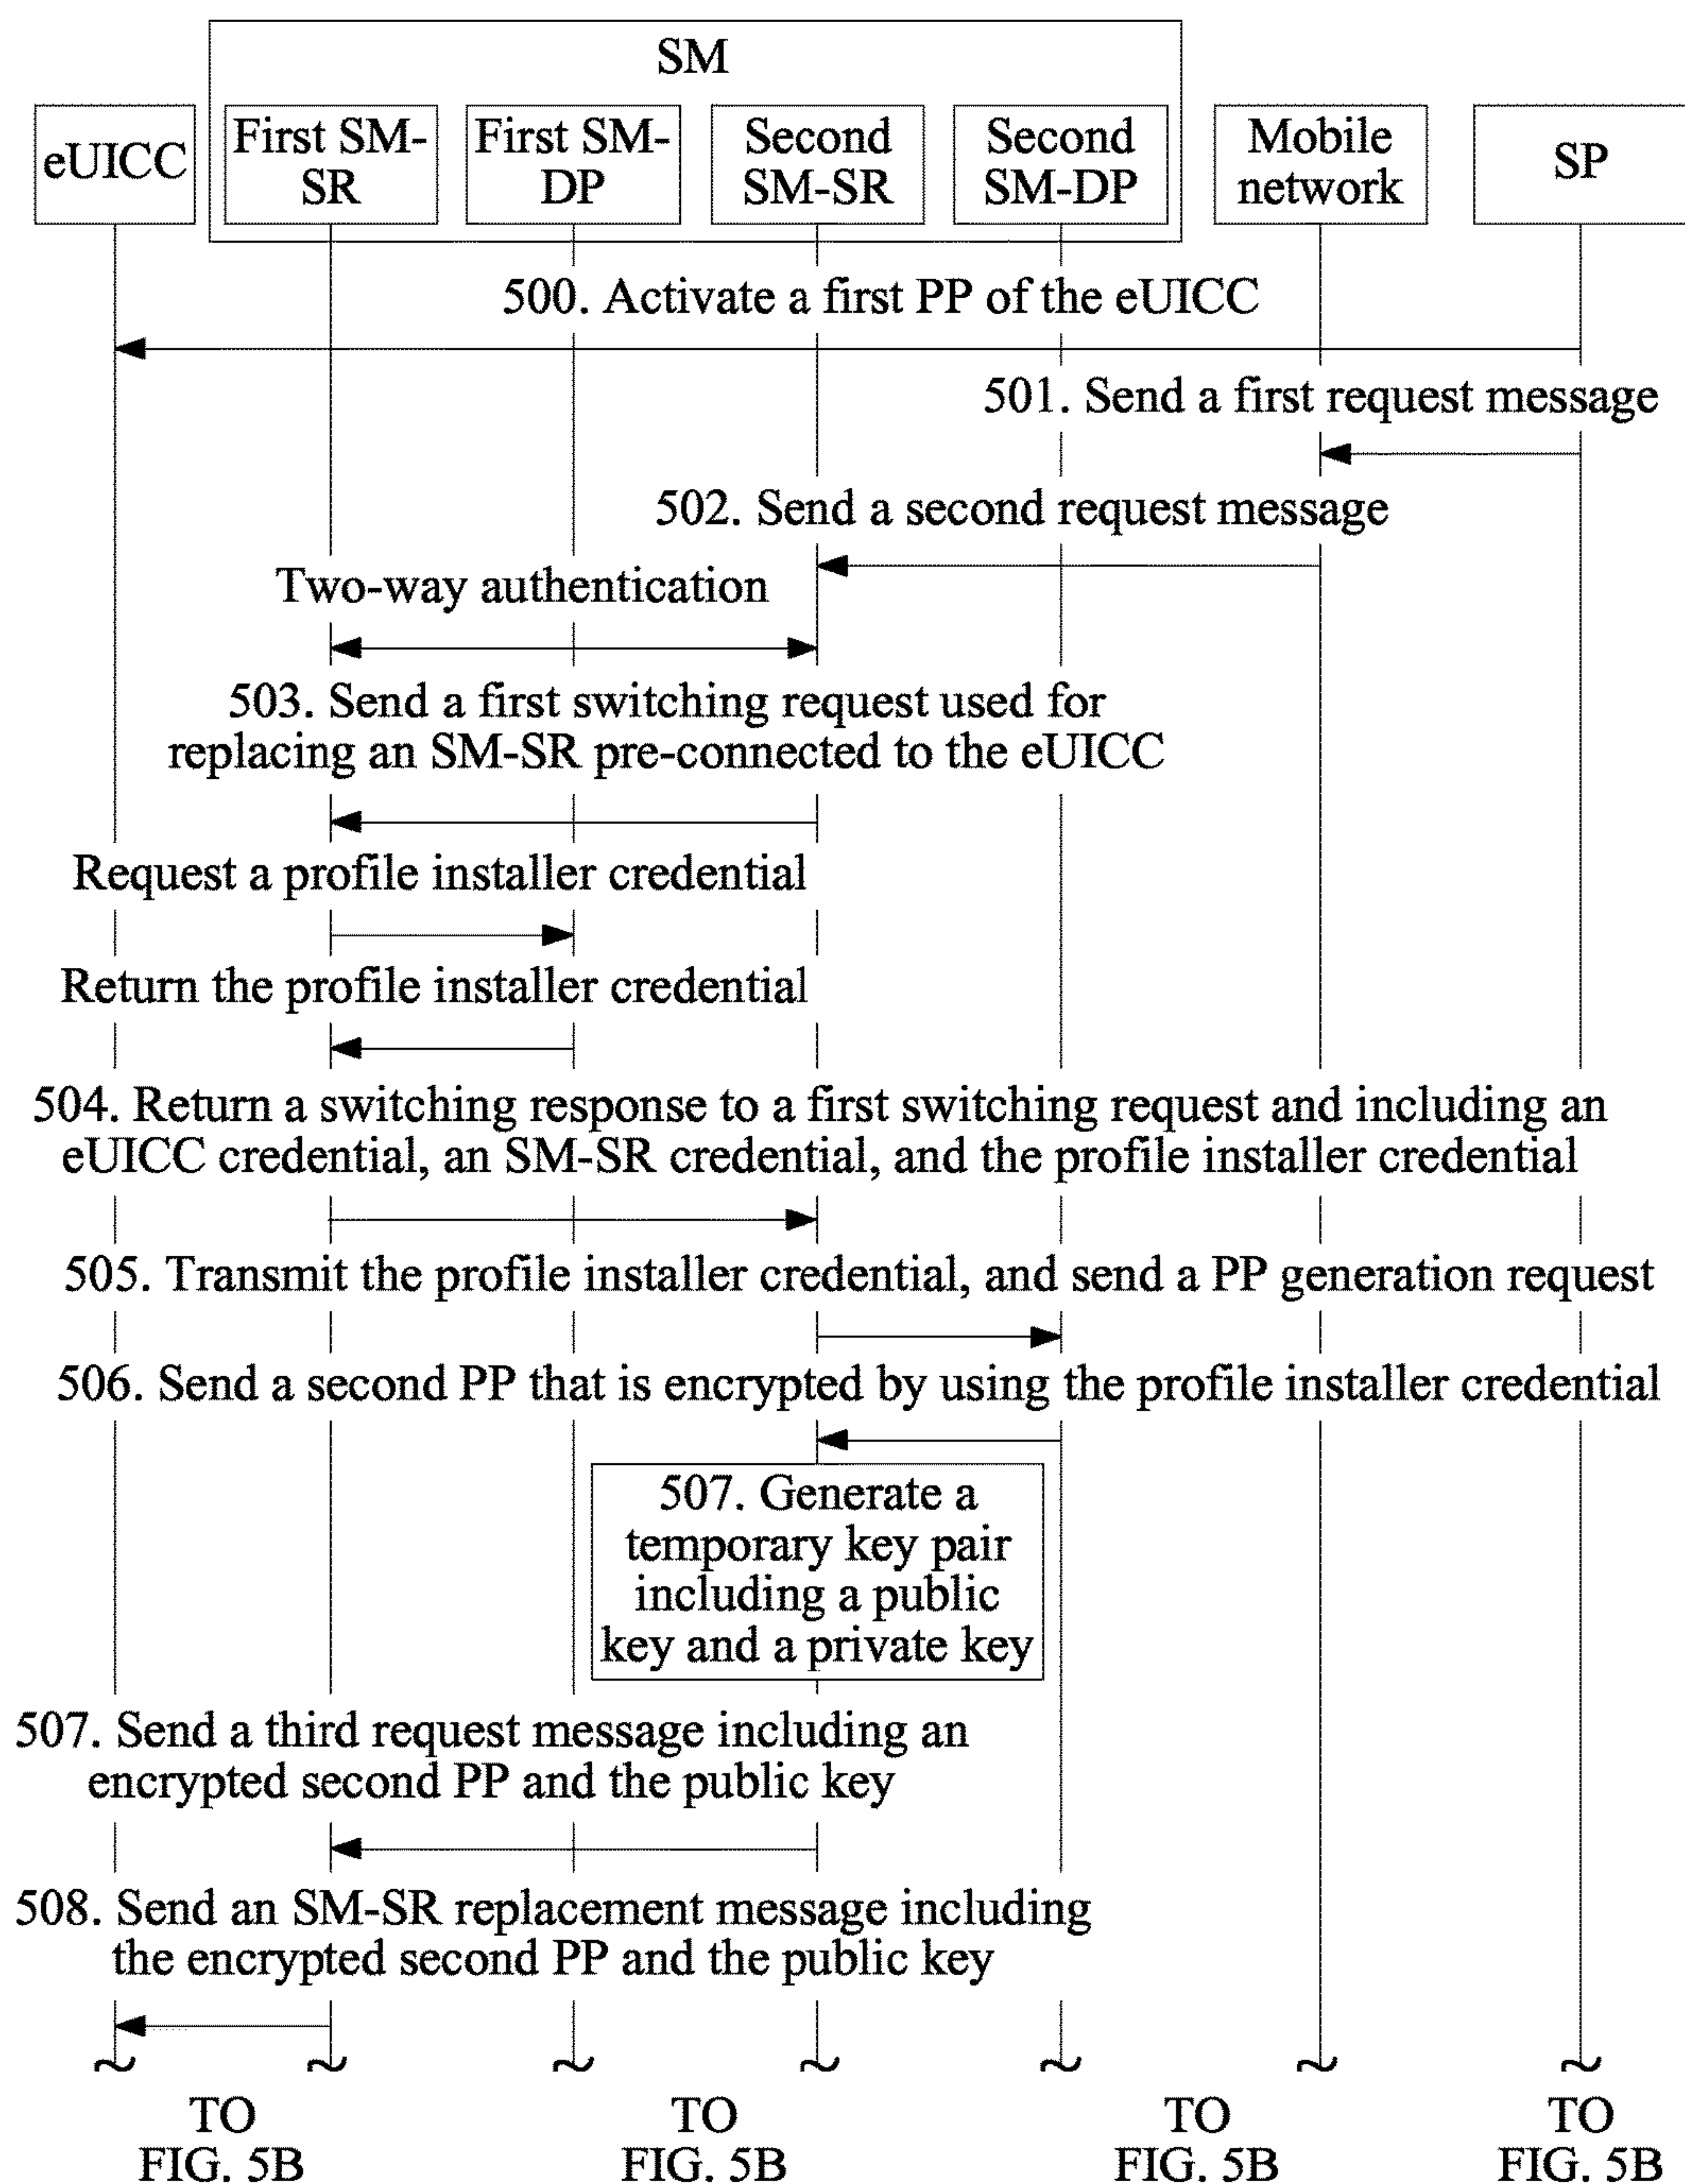 SM
eUICC
First SM-
SR
First SM-
DP
Second
SM-SR
Second
SM-DP
Mobile
network
SP
500. Activate a first PP of the eUICC
501. Send a first request message
502. Send a second request message
Two-way authentication
503. Send a first switching request used for
replacing an SM-SR pre-connected to the eUICC
Request a profile installer credential
Return the profile installer credential
504. Return a switching response to a first switching request and including an
eUICC credential, an SM-SR credential, and the profile installer credential
505. Transmit the profile installer credential, and send a PP generation request
506. Send a second PP that is encrypted by using the profile installer credential
507. Generate a
temporary key pair
including a public
key and a private key
507. Send a third request message including an
encrypted second PP and the public key
508. Send an SM-SR replacement message including
the encrypted second PP and the public key
TO
FIG. 5B
TO
FIG. 5B
TO
FIG. 5B
TO
FIG. 5B